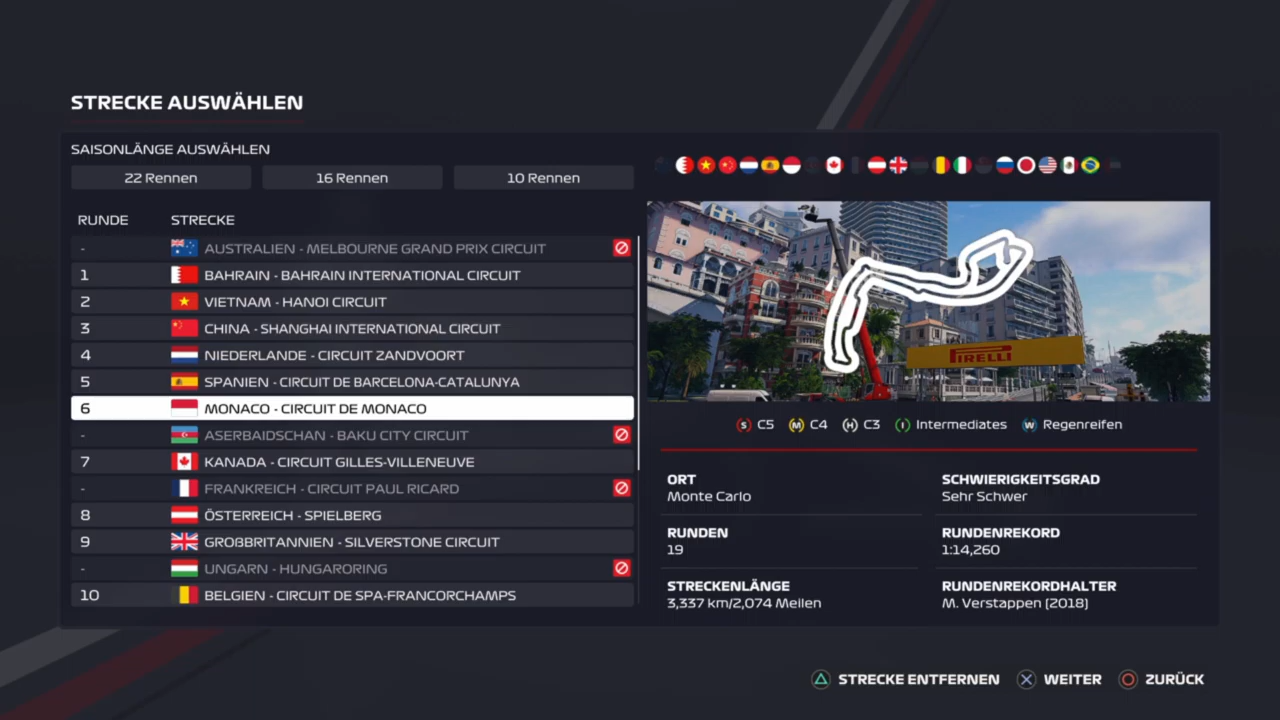 STRECKE AUSWÄHLEN
SAISONLÄNGE AUSWÄHLEN
22 Rennen 16 Rennen 10 Rennen
RUNDE STRECKE
- AUSTRALIEN - MELBOURNE GRAND PRIX CIRCUIT
1 BAHRAIN - BAHRAIN INTERNATIONAL CIRCUIT
2 VIETNAM - HANOI CIRCUIT
3 CHINA - SHANGHAI INTERNATIONAL CIRCUIT
4 NIEDERLANDE - CIRCUIT ZANDVOORT
5 SPANIEN - CIRCUIT DE BARCELONA-CATALUNYA
6 MONACO - CIRCUIT DE MONACO
- ASERBAIDSCHAN - BAKU CITY CIRCUIT
7 KANADA - CIRCUIT GILLES-VILLENEUVE
- FRANKREICH - CIRCUIT PAUL RICARD
8 ÖSTERREICH - SPIELBERG
9 GROẞBRITANNIEN - SILVERSTONE CIRCUIT
- UNGARN - HUNGARORING
10 BELGIEN - CIRCUIT DE SPA-FRANCORCHAMPS
PIRELLI
S C5 M C4 H C3 I Intermediates W Regenreifen
ORT
Monte Carlo
SCHWIERIGKEITSGRAD
Sehr Schwer
RUNDEN
19
RUNDENREKORD
1:14,260
STRECKENLÄNGE
3,337 km/2,074 Meilen
RUNDENREKORDHALTER
M. Verstappen (2018)
STRECKE ENTFERNEN WEITER ZURÜCK